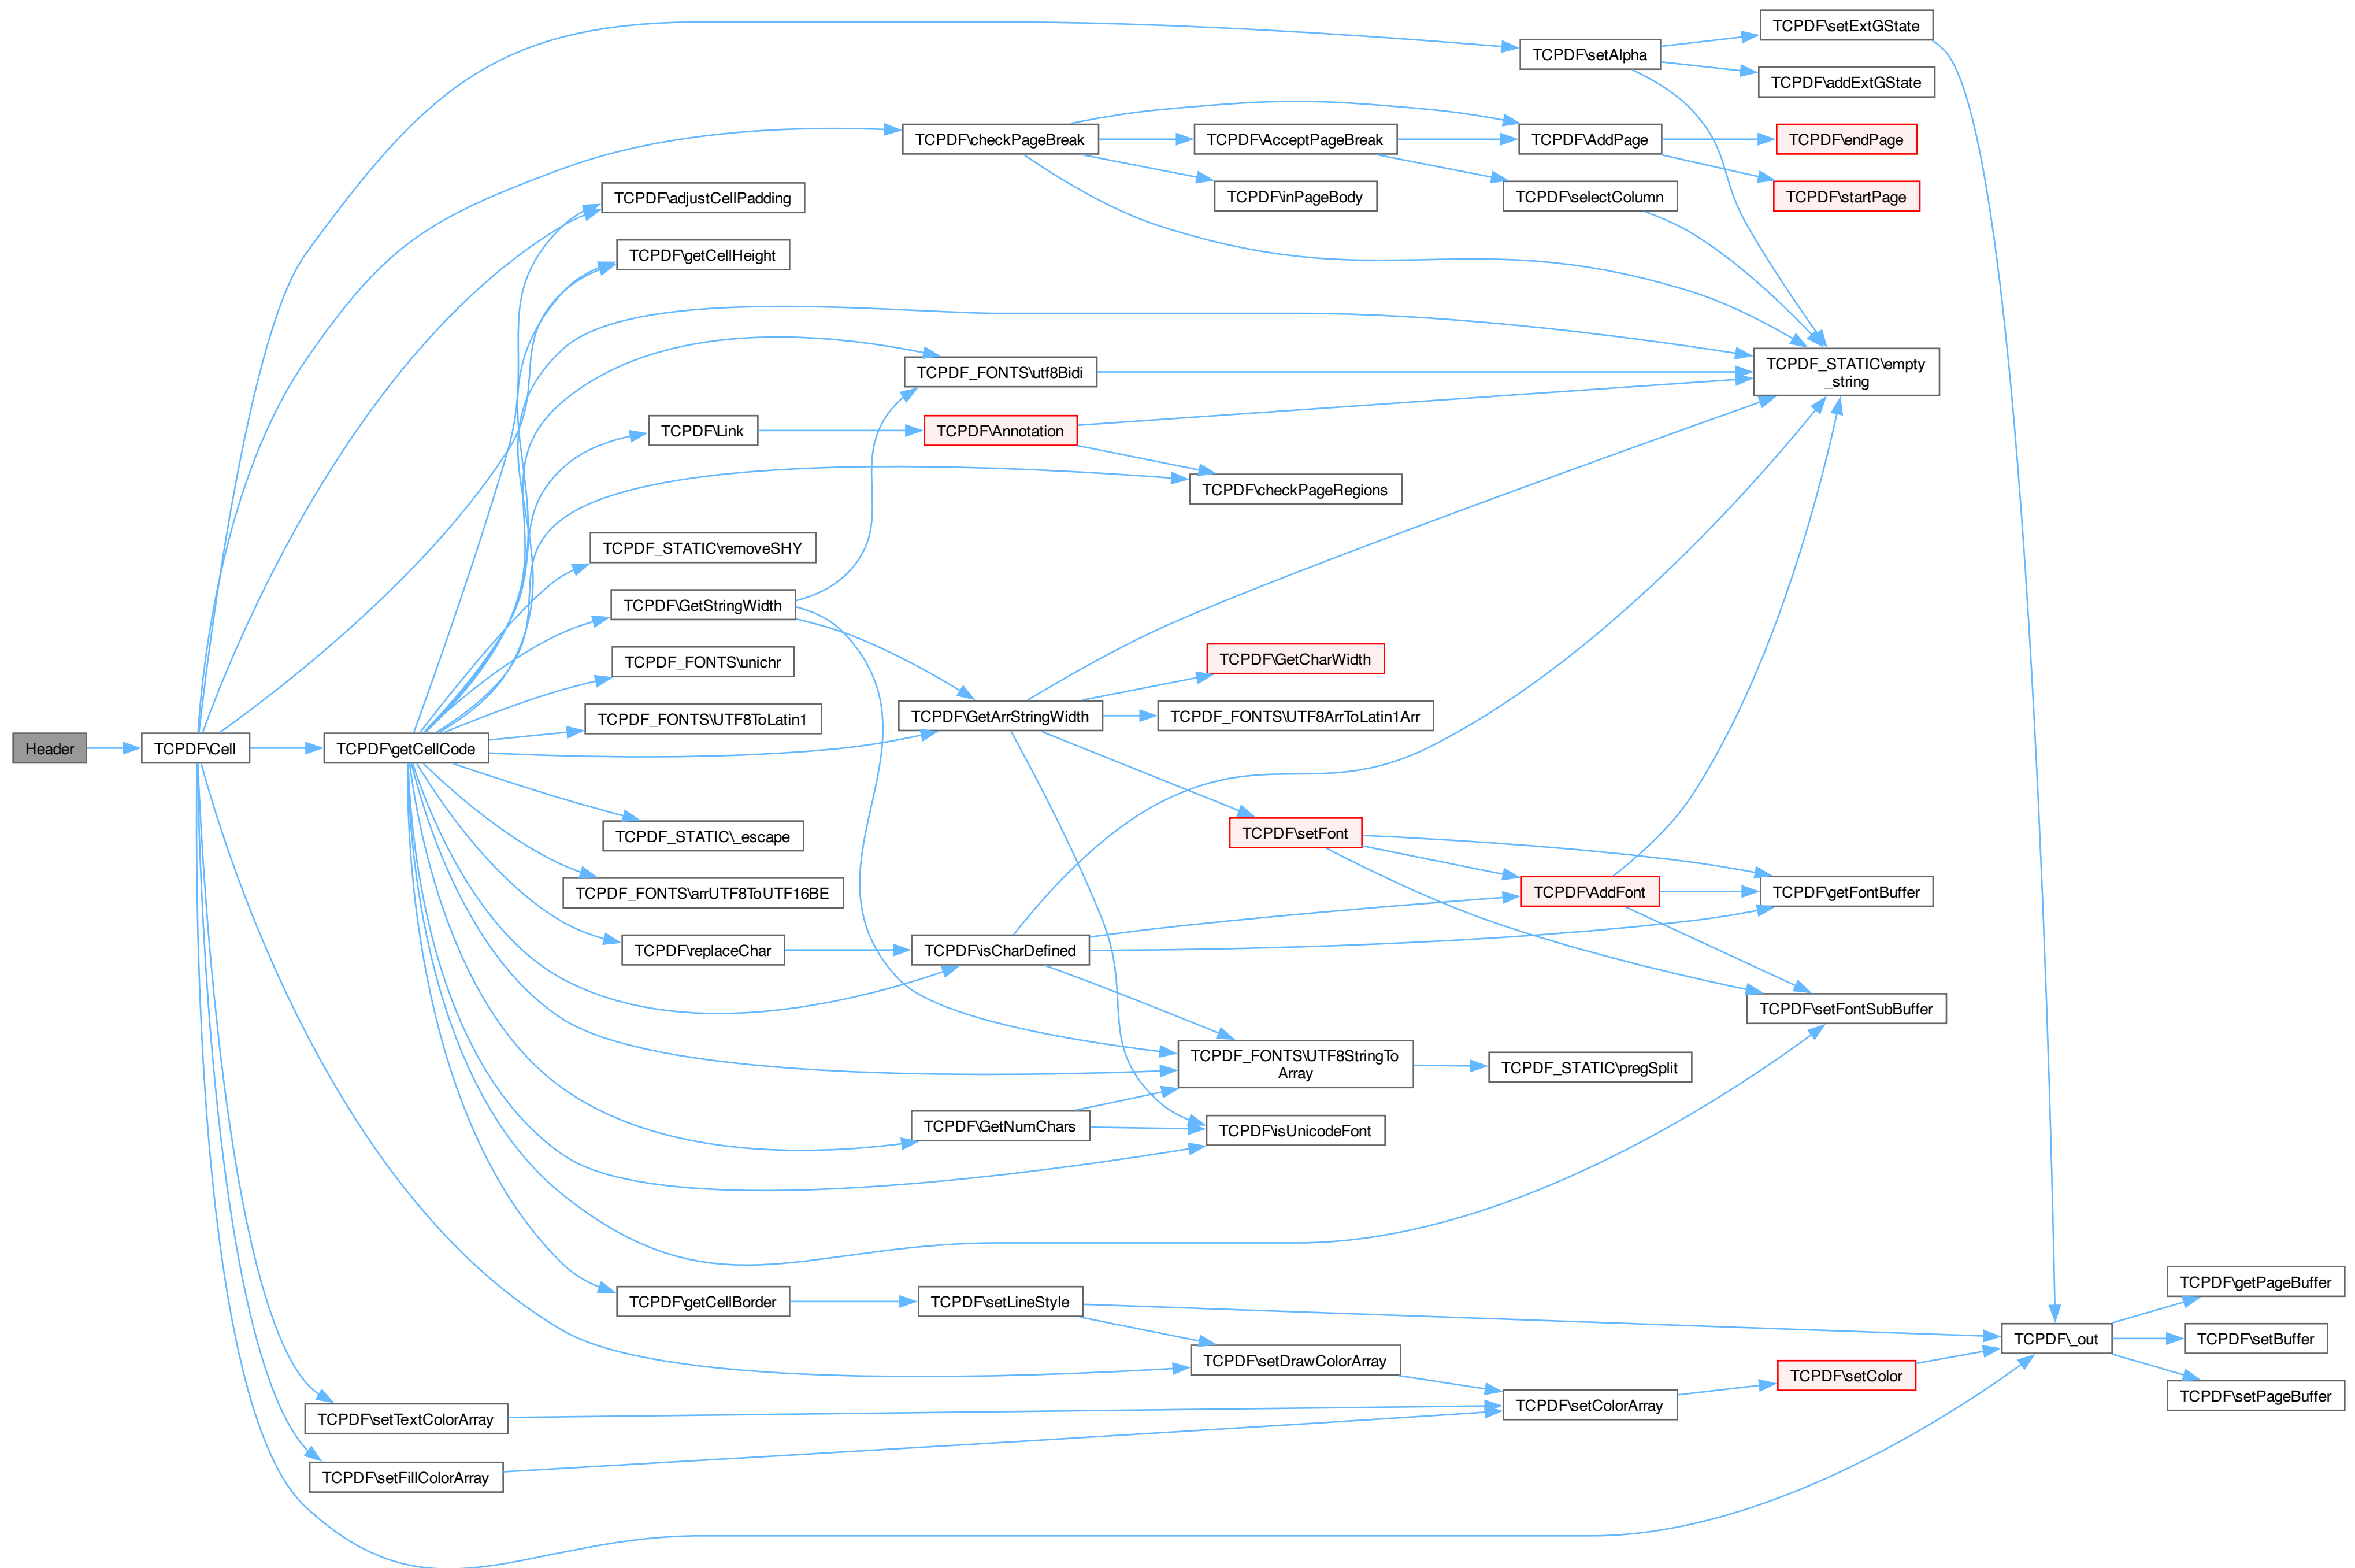 TCPDF\setExtGState
TCPDF\setAlpha
TCPDF\addExtGState
TCPDF\checkPageBreak
TCPDF\AcceptPageBreak
TCPDF\AddPage
TCPDF\endPage
TCPDF\adjustCellPadding
TCPDF\inPageBody
TCPDF\selectColumn
TCPDF\startPage
TCPDF\getCellHeight
TCPDF_FONTS\utf8Bidi
TCPDF_STATIC\empty
_string
TCPDF\Link
TCPDF\Annotation
TCPDF\checkPageRegions
TCPDF_STATIC\removeSHY
TCPDF\GetStringWidth
TCPDF_FONTS\unichr
TCPDF\GetCharWidth
TCPDF_FONTS\UTF8ToLatin1
TCPDF\GetArrStringWidth
TCPDF_FONTS\UTF8ArrToLatin1Arr
Header
TCPDF\Cell
TCPDF\getCellCode
TCPDF_STATIC\_escape
TCPDF\setFont
TCPDF_FONTS\arrUTF8ToUTF16BE
TCPDF\AddFont
TCPDF\getFontBuffer
TCPDF\replaceChar
TCPDF\isCharDefined
TCPDF\setFontSubBuffer
TCPDF_FONTS\UTF8StringTo
Array
TCPDF_STATIC\pregSplit
TCPDF\GetNumChars
TCPDF\isUnicodeFont
TCPDF\getCellBorder
TCPDF\setLineStyle
TCPDF\getPageBuffer
TCPDF\_out
TCPDF\setBuffer
TCPDF\setDrawColorArray
TCPDF\setColor
TCPDF\setPageBuffer
TCPDF\setTextColorArray
TCPDF\setColorArray
TCPDF\setFillColorArray